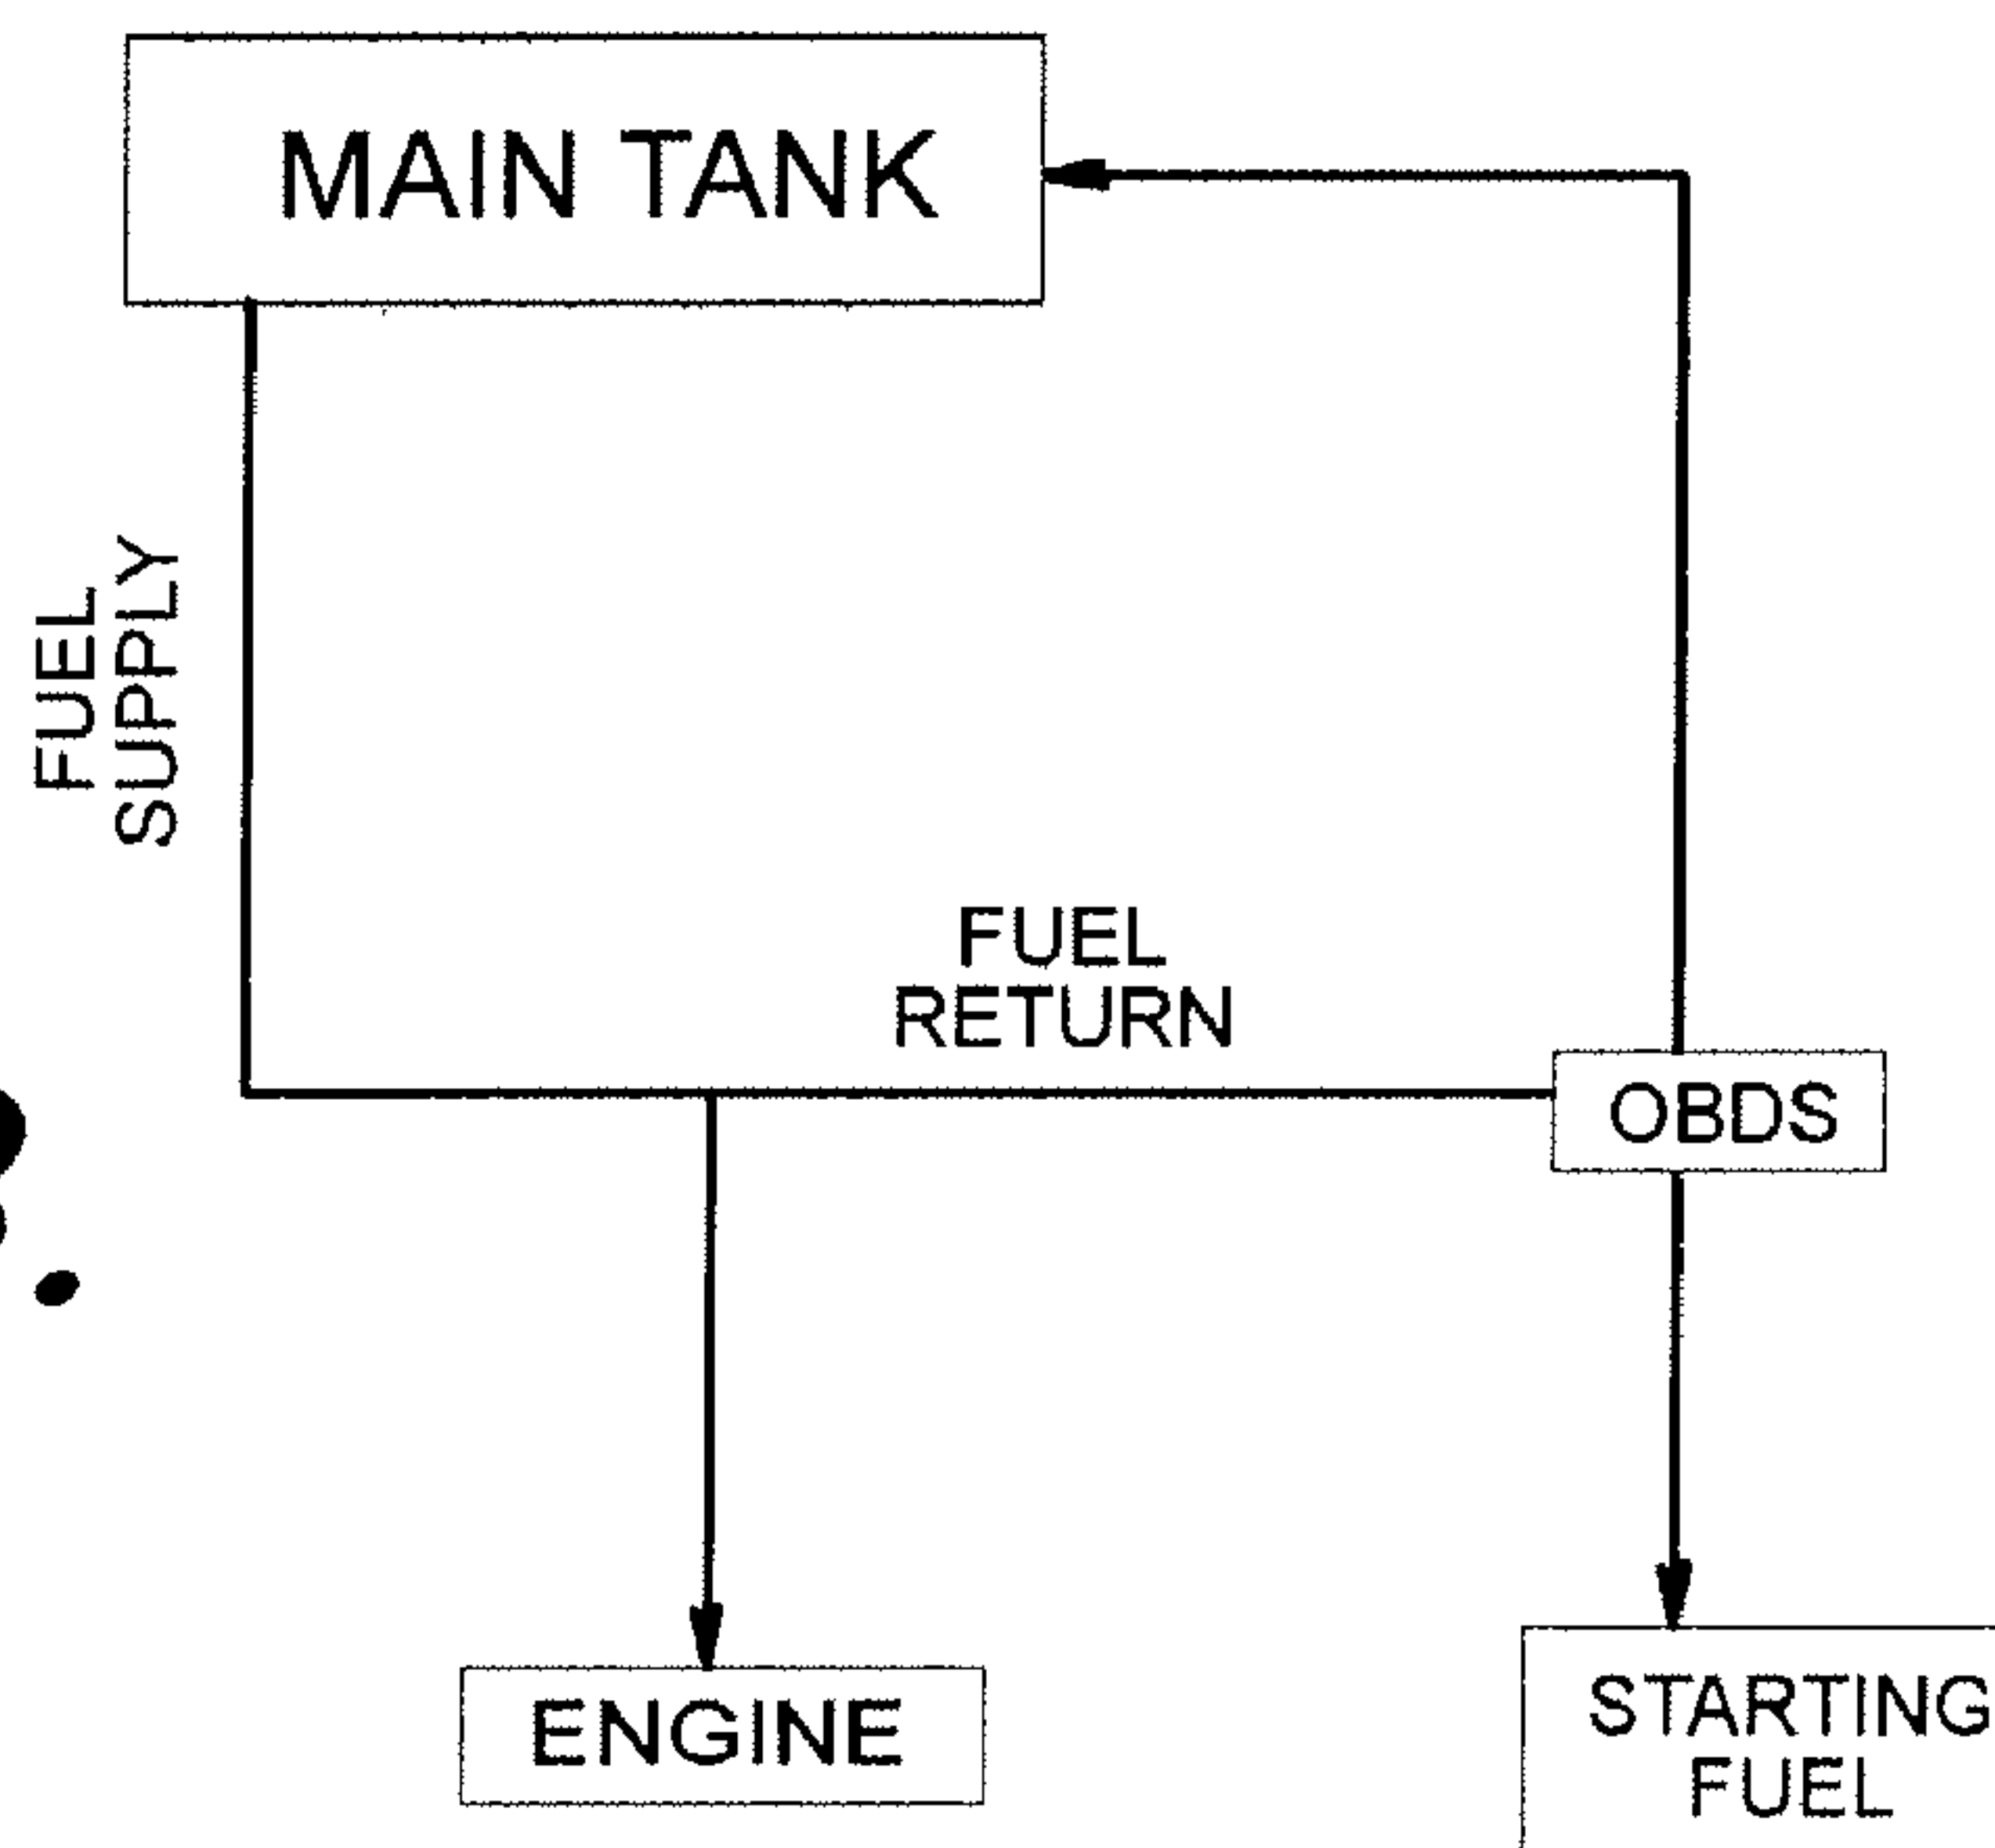 MAIN TANK
FUEL
SUPPLY
FUEL
RETURN
OBDS
ENGINE
STARTING
FUEL